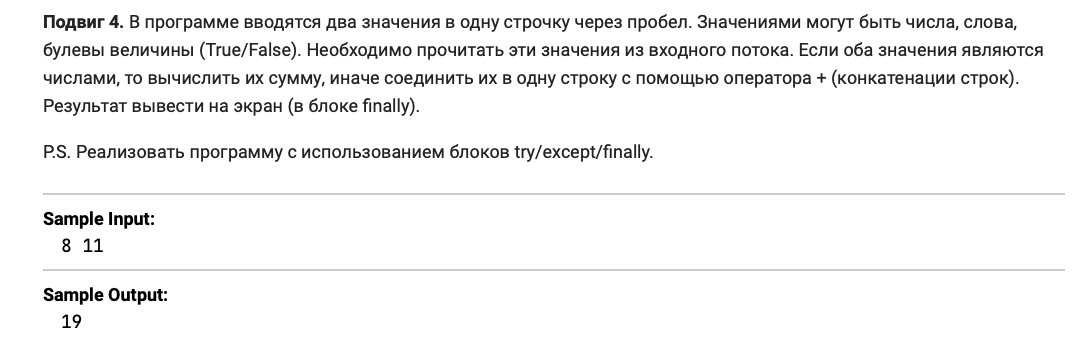 Подвиг 4. В программе вводятся два значения в одну строчку через пробел. Значениями могут быть числа, слова,
булевы величины (True/False). Необходимо прочитать эти значения из входного потока. Если оба значения являются
числами, то вычислить их сумму, иначе соединить их в одну строку с помощью оператора + (конкатенации строк).
Результат вывести на экран (в блоке finally).
P.S. Реализовать программу с использованием блоков try/except/finally.
Sample Input:
8 11
Sample Output:
19